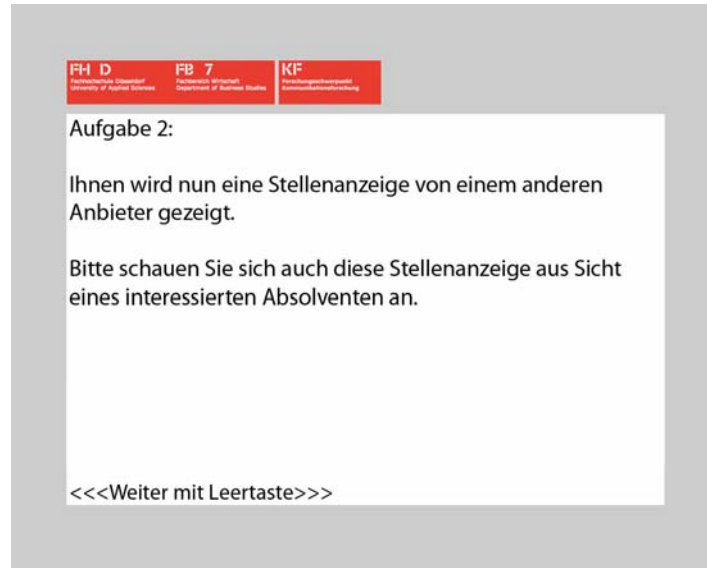 FH D
Fachhochschule Düsseldorf
University of Applied Sciences
FB 7
Fachbereich Wirtschaft
Department of Business Studies
KF
Forschungsschwerpunkt
Kommunikationsforschung
Aufgabe 2:
Ihnen wird nun eine Stellenanzeige von einem anderen
Anbieter gezeigt.
Bitte schauen Sie sich auch diese Stellenanzeige aus Sicht
eines interessierten Absolventen an.
<<<Weiter mit Leertaste>>>